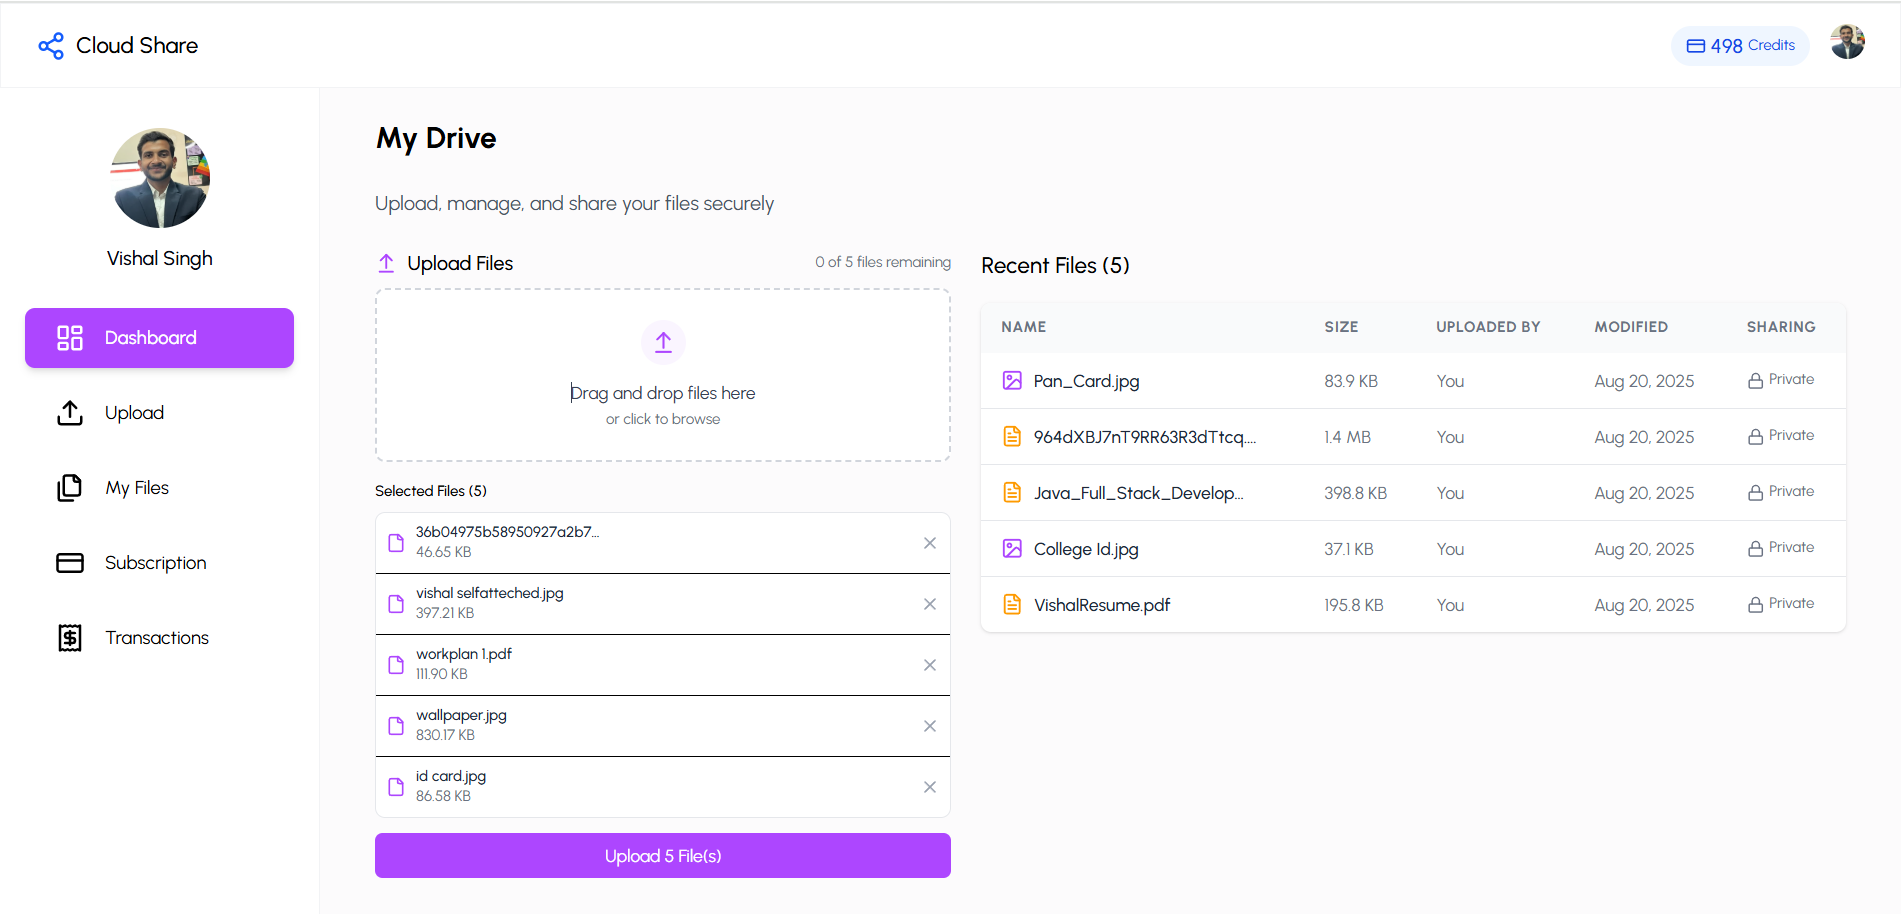 Cloud Share
498 Credits
Vishal Singh
Dashboard
Upload
My Files
Subscription
Transactions
My Drive
Upload, manage, and share your files securely
Upload Files
0 of 5 files remaining
Drag and drop files here
or click to browse
Selected Files (5)
36b04975b58950927a2b7...
46.65 KB
vishal selfatteched.jpg
397.21 KB
workplan 1.pdf
111.90 KB
wallpaper.jpg
830.17 KB
id card.jpg
86.58 KB
Upload 5 File(s)
Recent Files (5)
NAME SIZE UPLOADED BY MODIFIED SHARING
Pan_Card.jpg 83.9 KB You Aug 20, 2025 Private
964dXBJ7nT9RR63R3dTtcq.... 1.4 MB You Aug 20, 2025 Private
Java_Full_Stack_Develop... 398.8 KB You Aug 20, 2025 Private
College Id.jpg 37.1 KB You Aug 20, 2025 Private
VishalResume.pdf 195.8 KB You Aug 20, 2025 Private